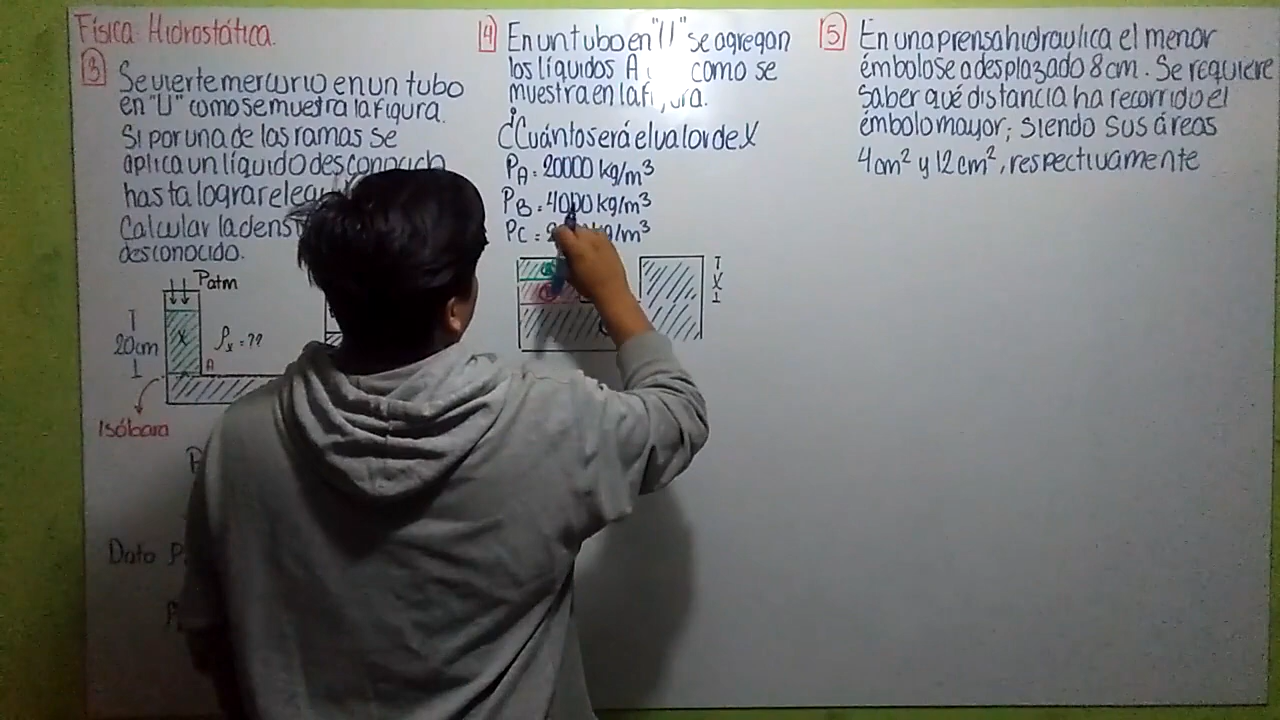 Física Hidrostática.
3 Se vierte mercurio en un tubo
en "U" como se muestra la figura.
Si por una de las ramas se
aplica un líquido desconocido
hasta lograr
Calcular la
desconocido.
Patm
20cm
X
ρx = ??
A
Isóbara
Dato
4 En un tubo en "U" se agregan
los líquidos A como se
muestra en la figura.
¿Cuánto será el valor de X
ρA = 20000 kg/m³
ρB = 4000 kg/m³
ρC = kg/m³
X
5 En una prensa hidraulica el menor
émbolo se a desplazado 8cm. Se requiere
saber qué distancia ha recorrido el
émbolo mayor; siendo sus áreas
4cm² y 12cm², respectivamente